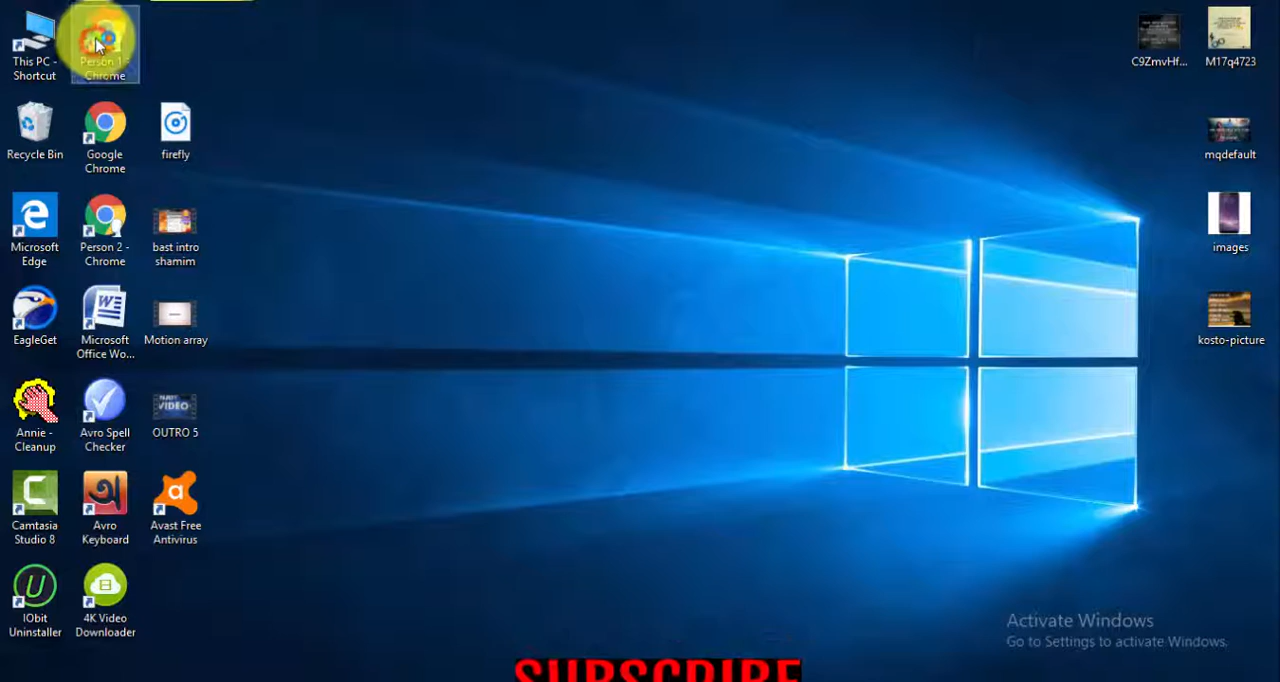 This PC -
Shortcut
Person 1 -
Chrome
Recycle Bin
Google
Chrome
firefly
Microsoft
Edge
Person 2 -
Chrome
bast intro
shamim
EagleGet
Microsoft
Office Wo...
Motion array
Annie -
Cleanup
Avro Spell
Checker
VIDEO
OUTRO 5
Camtasia
Studio 8
অ
Avro
Keyboard
Avast Free
Antivirus
IObit
Uninstaller
4K Video
Downloader
C9ZmvHf...
M17q4723
mqdefault
images
kosto-picture
Activate Windows
Go to Settings to activate Windows.
SUBSCRIBE